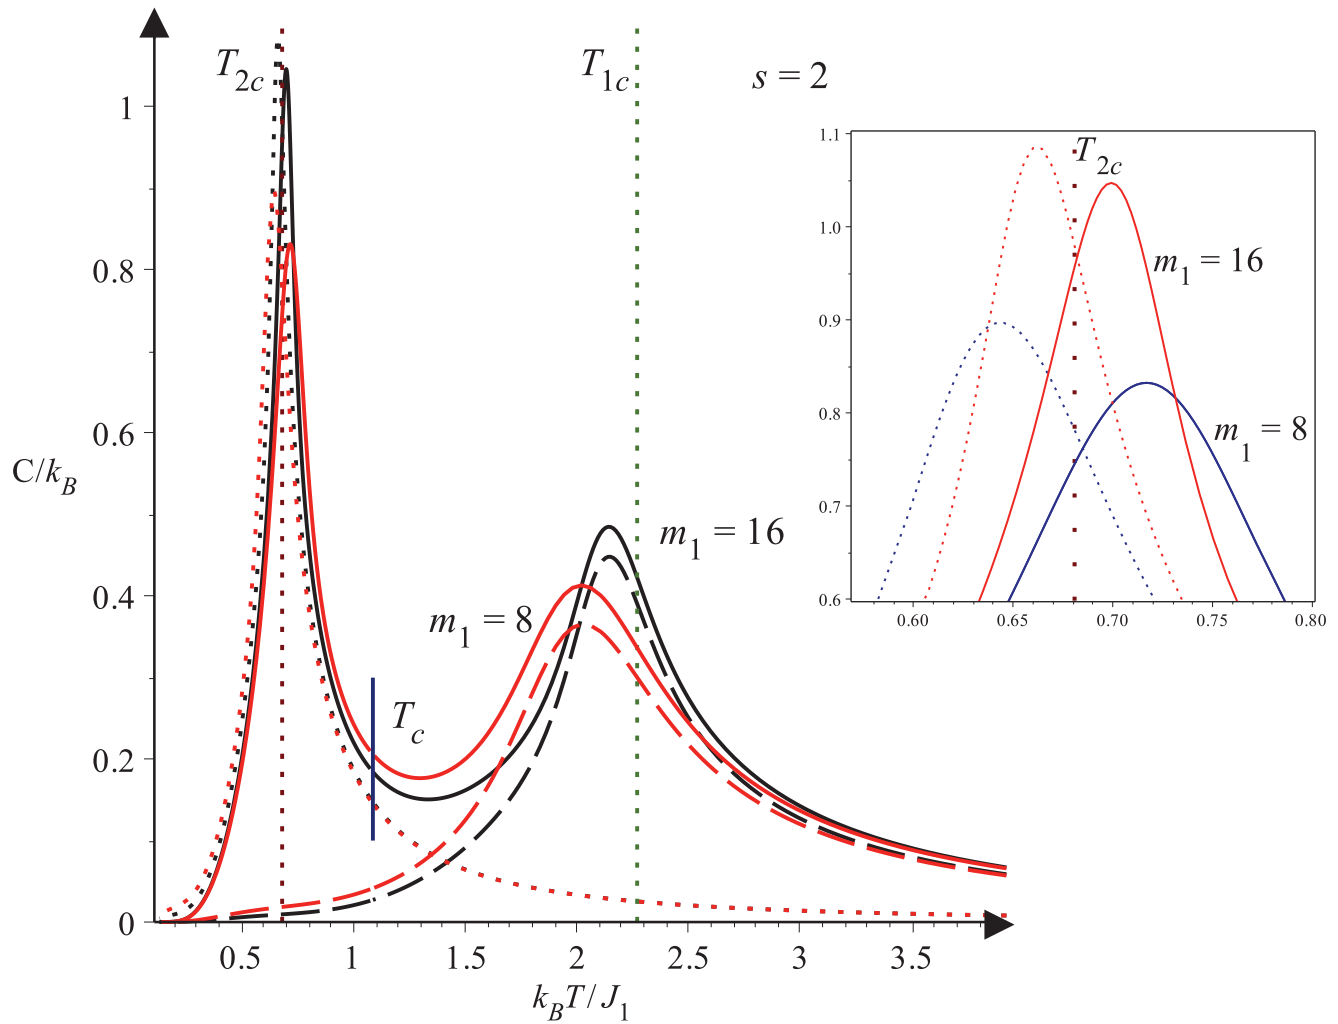 T2c
T1c
s = 2
1
0.8
0.6
0.4
0.2
0
C/kB
m1 = 16
m1 = 8
Tc
0.5 1 1.5 2 2.5 3 3.5
kBT/J1
1.1
1.0
0.9
0.8
0.7
0.6
T2c
m1 = 16
m1 = 8
0.60 0.65 0.70 0.75 0.80